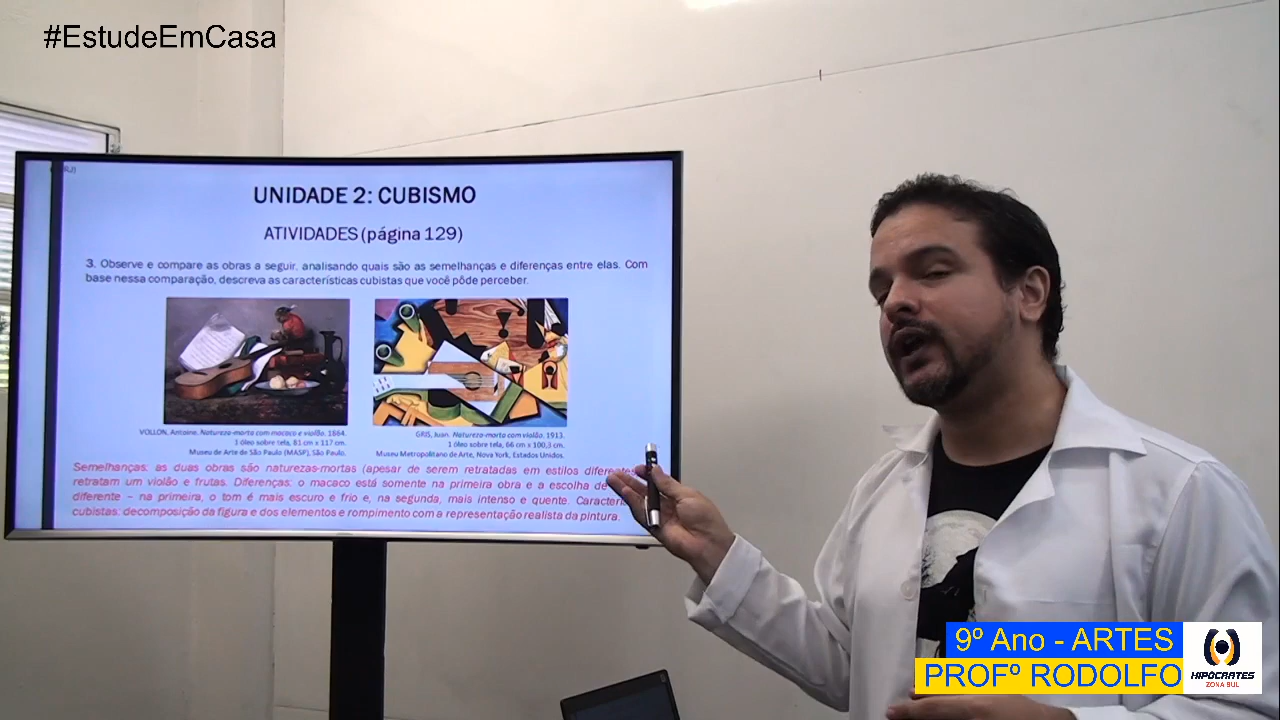 #EstudeEmCasa
UNIDADE 2: CUBISMO
ATIVIDADES (página 129)
3. Observe e compare as obras a seguir, analisando quais são as semelhanças e diferenças entre elas. Com
base nessa comparação, descreva as características cubistas que você pôde perceber.
VOLLON, Antoine. Natureza-morta com macaco e violão, 1864.
1 óleo sobre tela, 81 cm x 117 cm.
Museu de Arte de São Paulo (MASP), São Paulo.
GRIS, Juan. Natureza-morta com violão, 1913.
1 óleo sobre tela, 66 cm x 100,3 cm.
Museu Metropolitano de Arte, Nova York, Estados Unidos.
Semelhanças: as duas obras são naturezas-mortas (apesar de serem retratadas em estilos
retratam um violão e frutas. Diferenças: o macaco está somente na primeira obra e a escolha de
diferente – na primeira, o tom é mais escuro e frio e, na segunda, mais intenso e quente.
cubistas: decomposição da figura e dos elementos e rompimento com a representação realista da pintura.
9º Ano - ARTES
PROFº RODOLFO
HIPÓCRATES
ZONA SUL